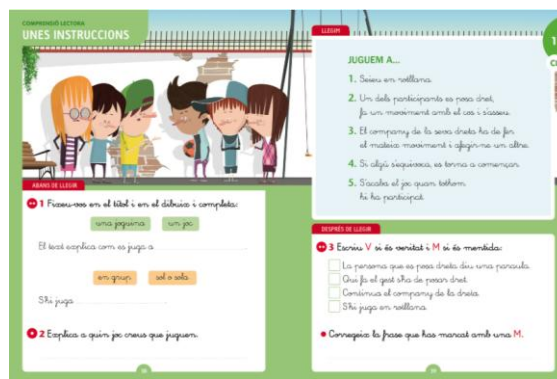 COMPRENSIÓ LECTORA
UNES INSTRUCCIONS
ABANS DE LLEGIR
1 Fixeu-vos en el títol i en el dibuix i completa:
una joguina un joc
El text explica com es juga a
en grup sol o sola
S'hi juga
2 Explica a quin joc creus que juguen.
LLEGIM
JUGUEM A...
1. Seieu en rotllana.
2. Un dels participants es posa dret,
fa un moviment amb el cos i s'asseu.
3. El company de la seva dreta ha de fer
el mateix moviment i afegir-ne un altre.
4. Si algú s'equivoca, es torna a començar.
5. S'acaba el joc quan tothom
hi ha participat.
DESPRÉS DE LLEGIR
3 Escriu V si és veritat i M si és mentida:
La persona que es posa dreta diu una paraula.
Qui fa el gest s'ha de posar dret.
Continua el company de la dreta.
S'hi juga en rotllana.
Corregeix la frase que has marcat amb una M.